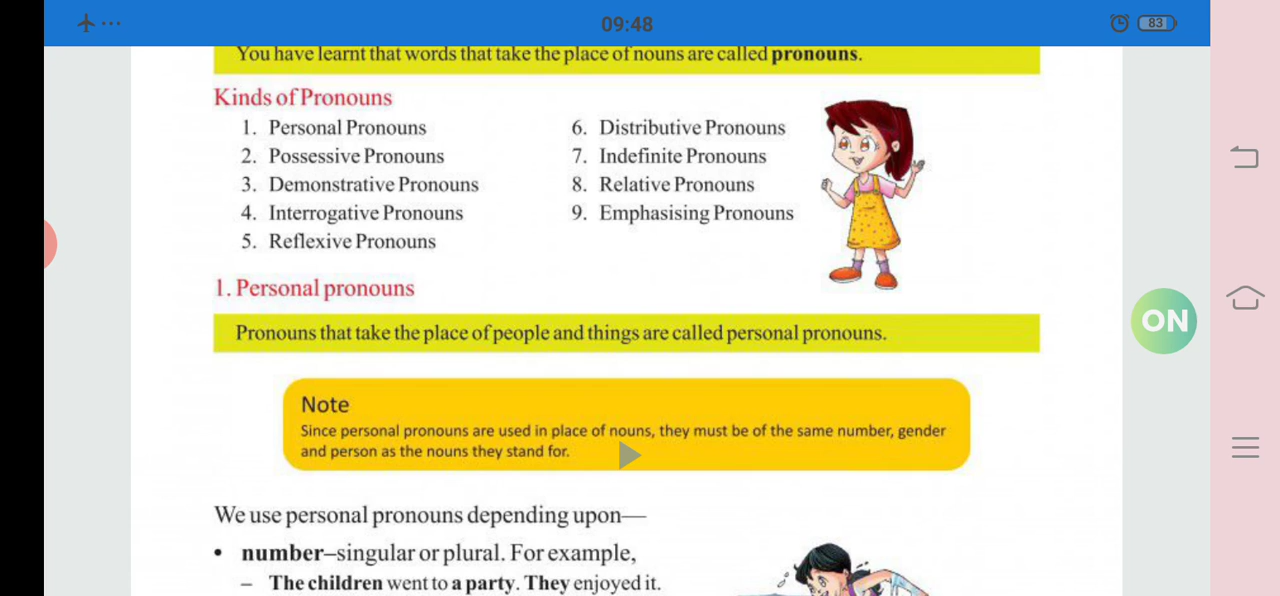 09:48
83
You have learnt that words that take the place of nouns are called pronouns.
Kinds of Pronouns
1. Personal Pronouns
2. Possessive Pronouns
3. Demonstrative Pronouns
4. Interrogative Pronouns
5. Reflexive Pronouns
6. Distributive Pronouns
7. Indefinite Pronouns
8. Relative Pronouns
9. Emphasising Pronouns
1. Personal pronouns
Pronouns that take the place of people and things are called personal pronouns.
ON
Note
Since personal pronouns are used in place of nouns, they must be of the same number, gender
and person as the nouns they stand for.
We use personal pronouns depending upon—
• number–singular or plural. For example,
– The children went to a party. They enjoyed it.